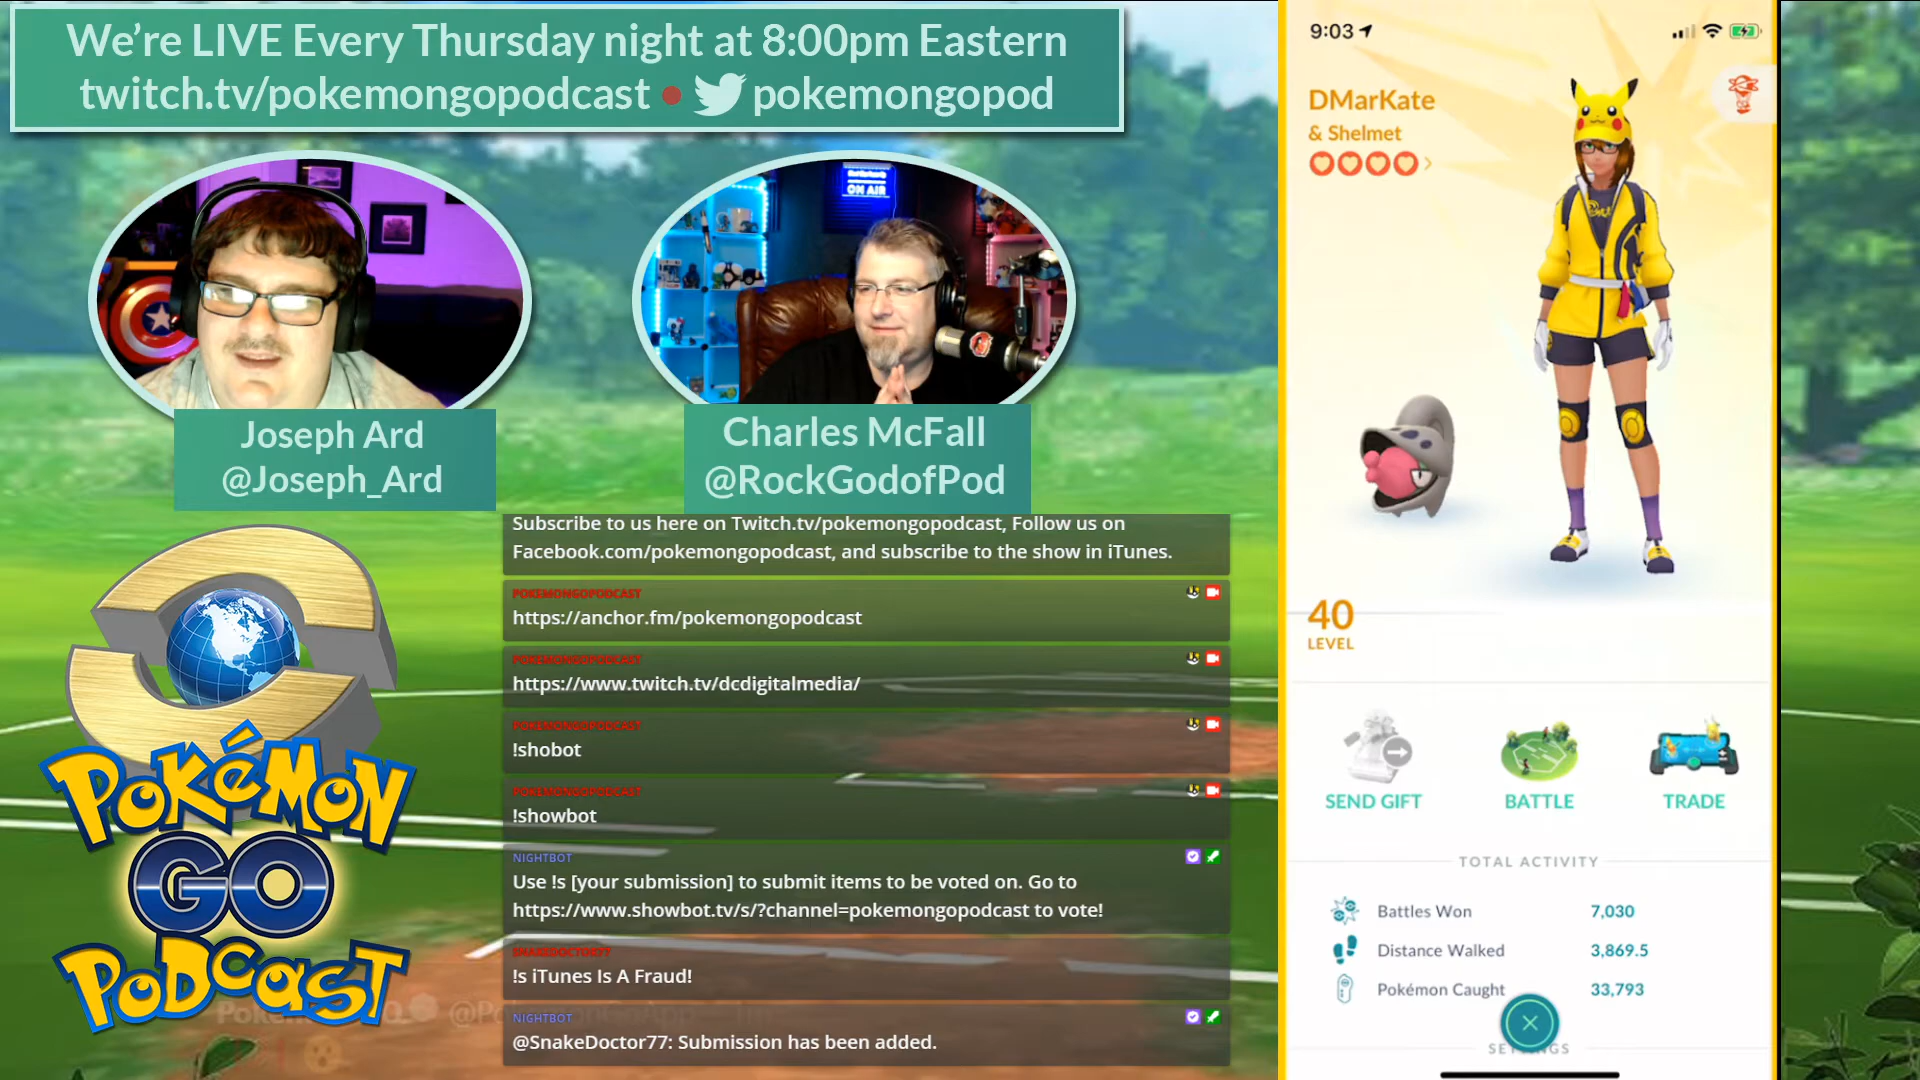 We're LIVE Every Thursday night at 8:00pm Eastern
twitch.tv/pokemongopodcast • pokemongopod
ON AIR
Joseph Ard
@Joseph_Ard
Charles McFall
@RockGodofPod
Subscribe to us here on Twitch.tv/pokemongopodcast, Follow us on
Facebook.com/pokemongopodcast, and subscribe to the show in iTunes.
POKEMONGOPODCAST
https://anchor.fm/pokemongopodcast
POKEMONGOPODCAST
https://www.twitch.tv/dcdigitalmedia/
POKEMONGOPODCAST
!shobot
POKEMONGOPODCAST
!showbot
NIGHTBOT
Use !s [your submission] to submit items to be voted on. Go to
https://www.showbot.tv/s/?channel=pokemongopodcast to vote!
SNAKEDOCTOR77
!s iTunes Is A Fraud!
NIGHTBOT
@SnakeDoctor77: Submission has been added.
POKéMON
GO
PODCAST
9:03
DMarKate
& Shelmet
40
LEVEL
SEND GIFT
BATTLE
TRADE
TOTAL ACTIVITY
Battles Won 7,030
Distance Walked 3,869.5
Pokémon Caught 33,793